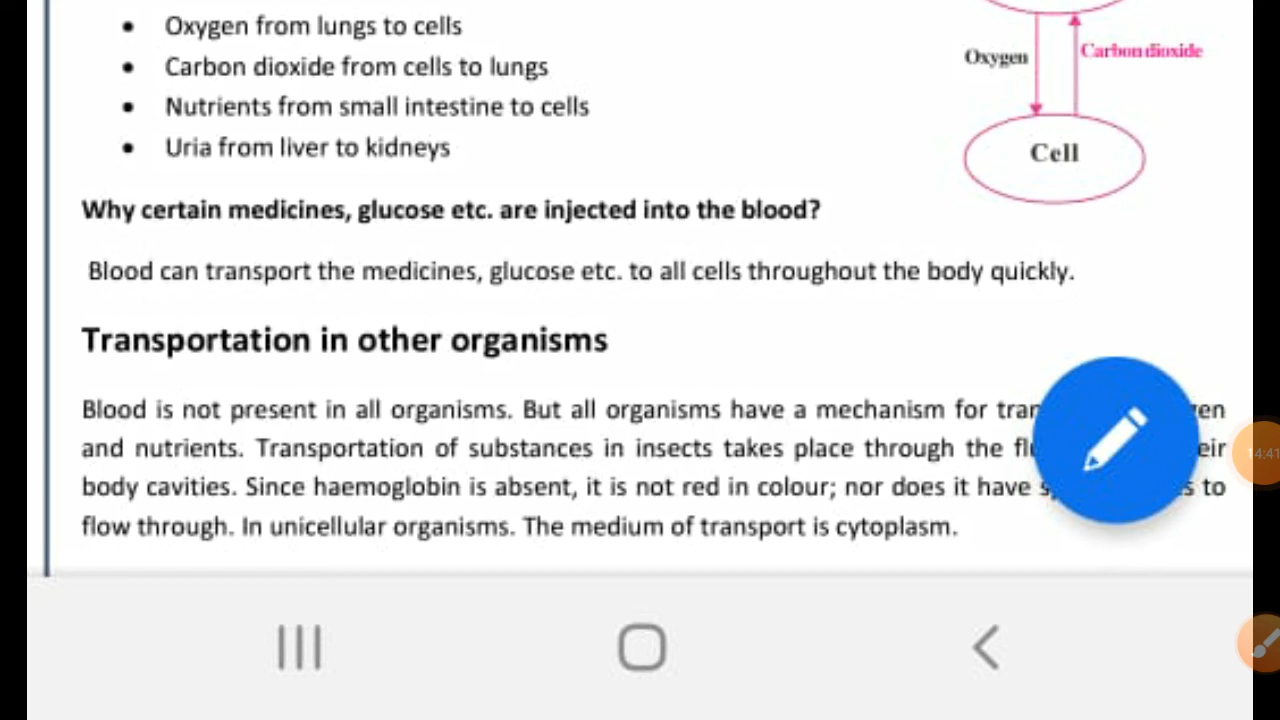 • Oxygen from lungs to cells
• Carbon dioxide from cells to lungs
• Nutrients from small intestine to cells
• Uria from liver to kidneys
Oxygen
Carbon dioxide
Cell
Why certain medicines, glucose etc. are injected into the blood?
Blood can transport the medicines, glucose etc. to all cells throughout the body quickly.
Transportation in other organisms
Blood is not present in all organisms. But all organisms have a mechanism for
and nutrients. Transportation of substances in insects takes place through the
body cavities. Since haemoglobin is absent, it is not red in colour; nor does it have to
flow through. In unicellular organisms. The medium of transport is cytoplasm.
14:41